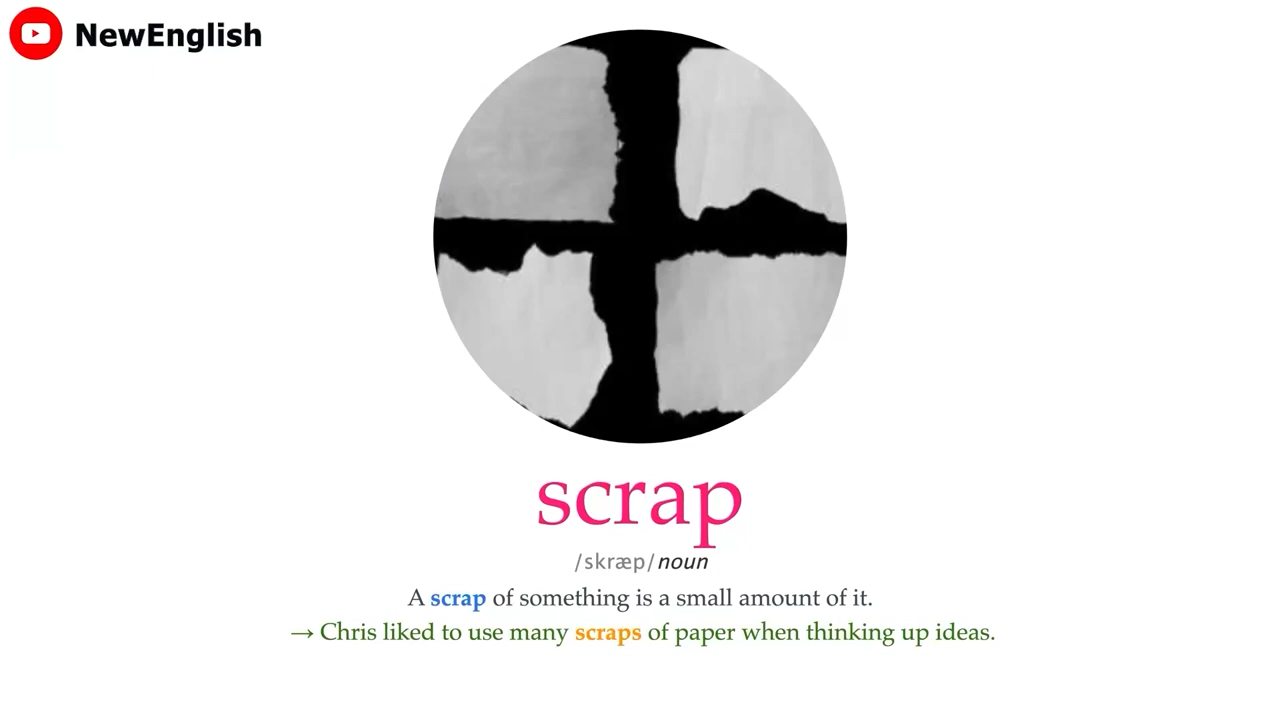 NewEnglish
scrap
/skræp/noun
A scrap of something is a small amount of it.
→ Chris liked to use many scraps of paper when thinking up ideas.